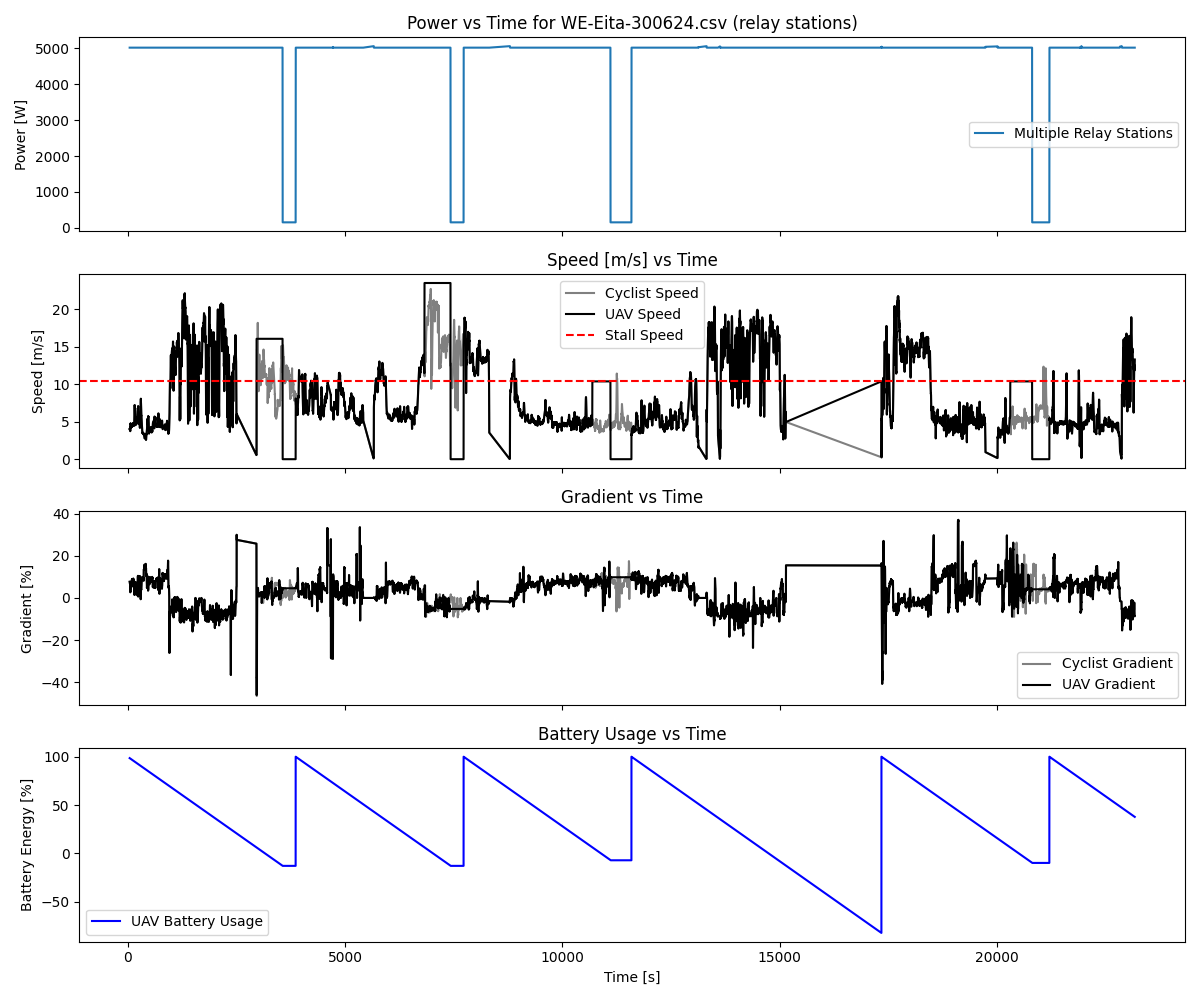 Power vs Time for WE-Eita-300624.csv (relay stations)
5000
4000
3000
2000
1000
0
Power [W]
Multiple Relay Stations
Speed [m/s] vs Time
20
15
10
5
0
Speed [m/s]
Cyclist Speed
UAV Speed
Stall Speed
Gradient vs Time
40
20
0
−20
−40
Gradient [%]
Cyclist Gradient
UAV Gradient
Battery Usage vs Time
100
50
0
−50
Battery Energy [%]
UAV Battery Usage
0 5000 10000 15000 20000
Time [s]